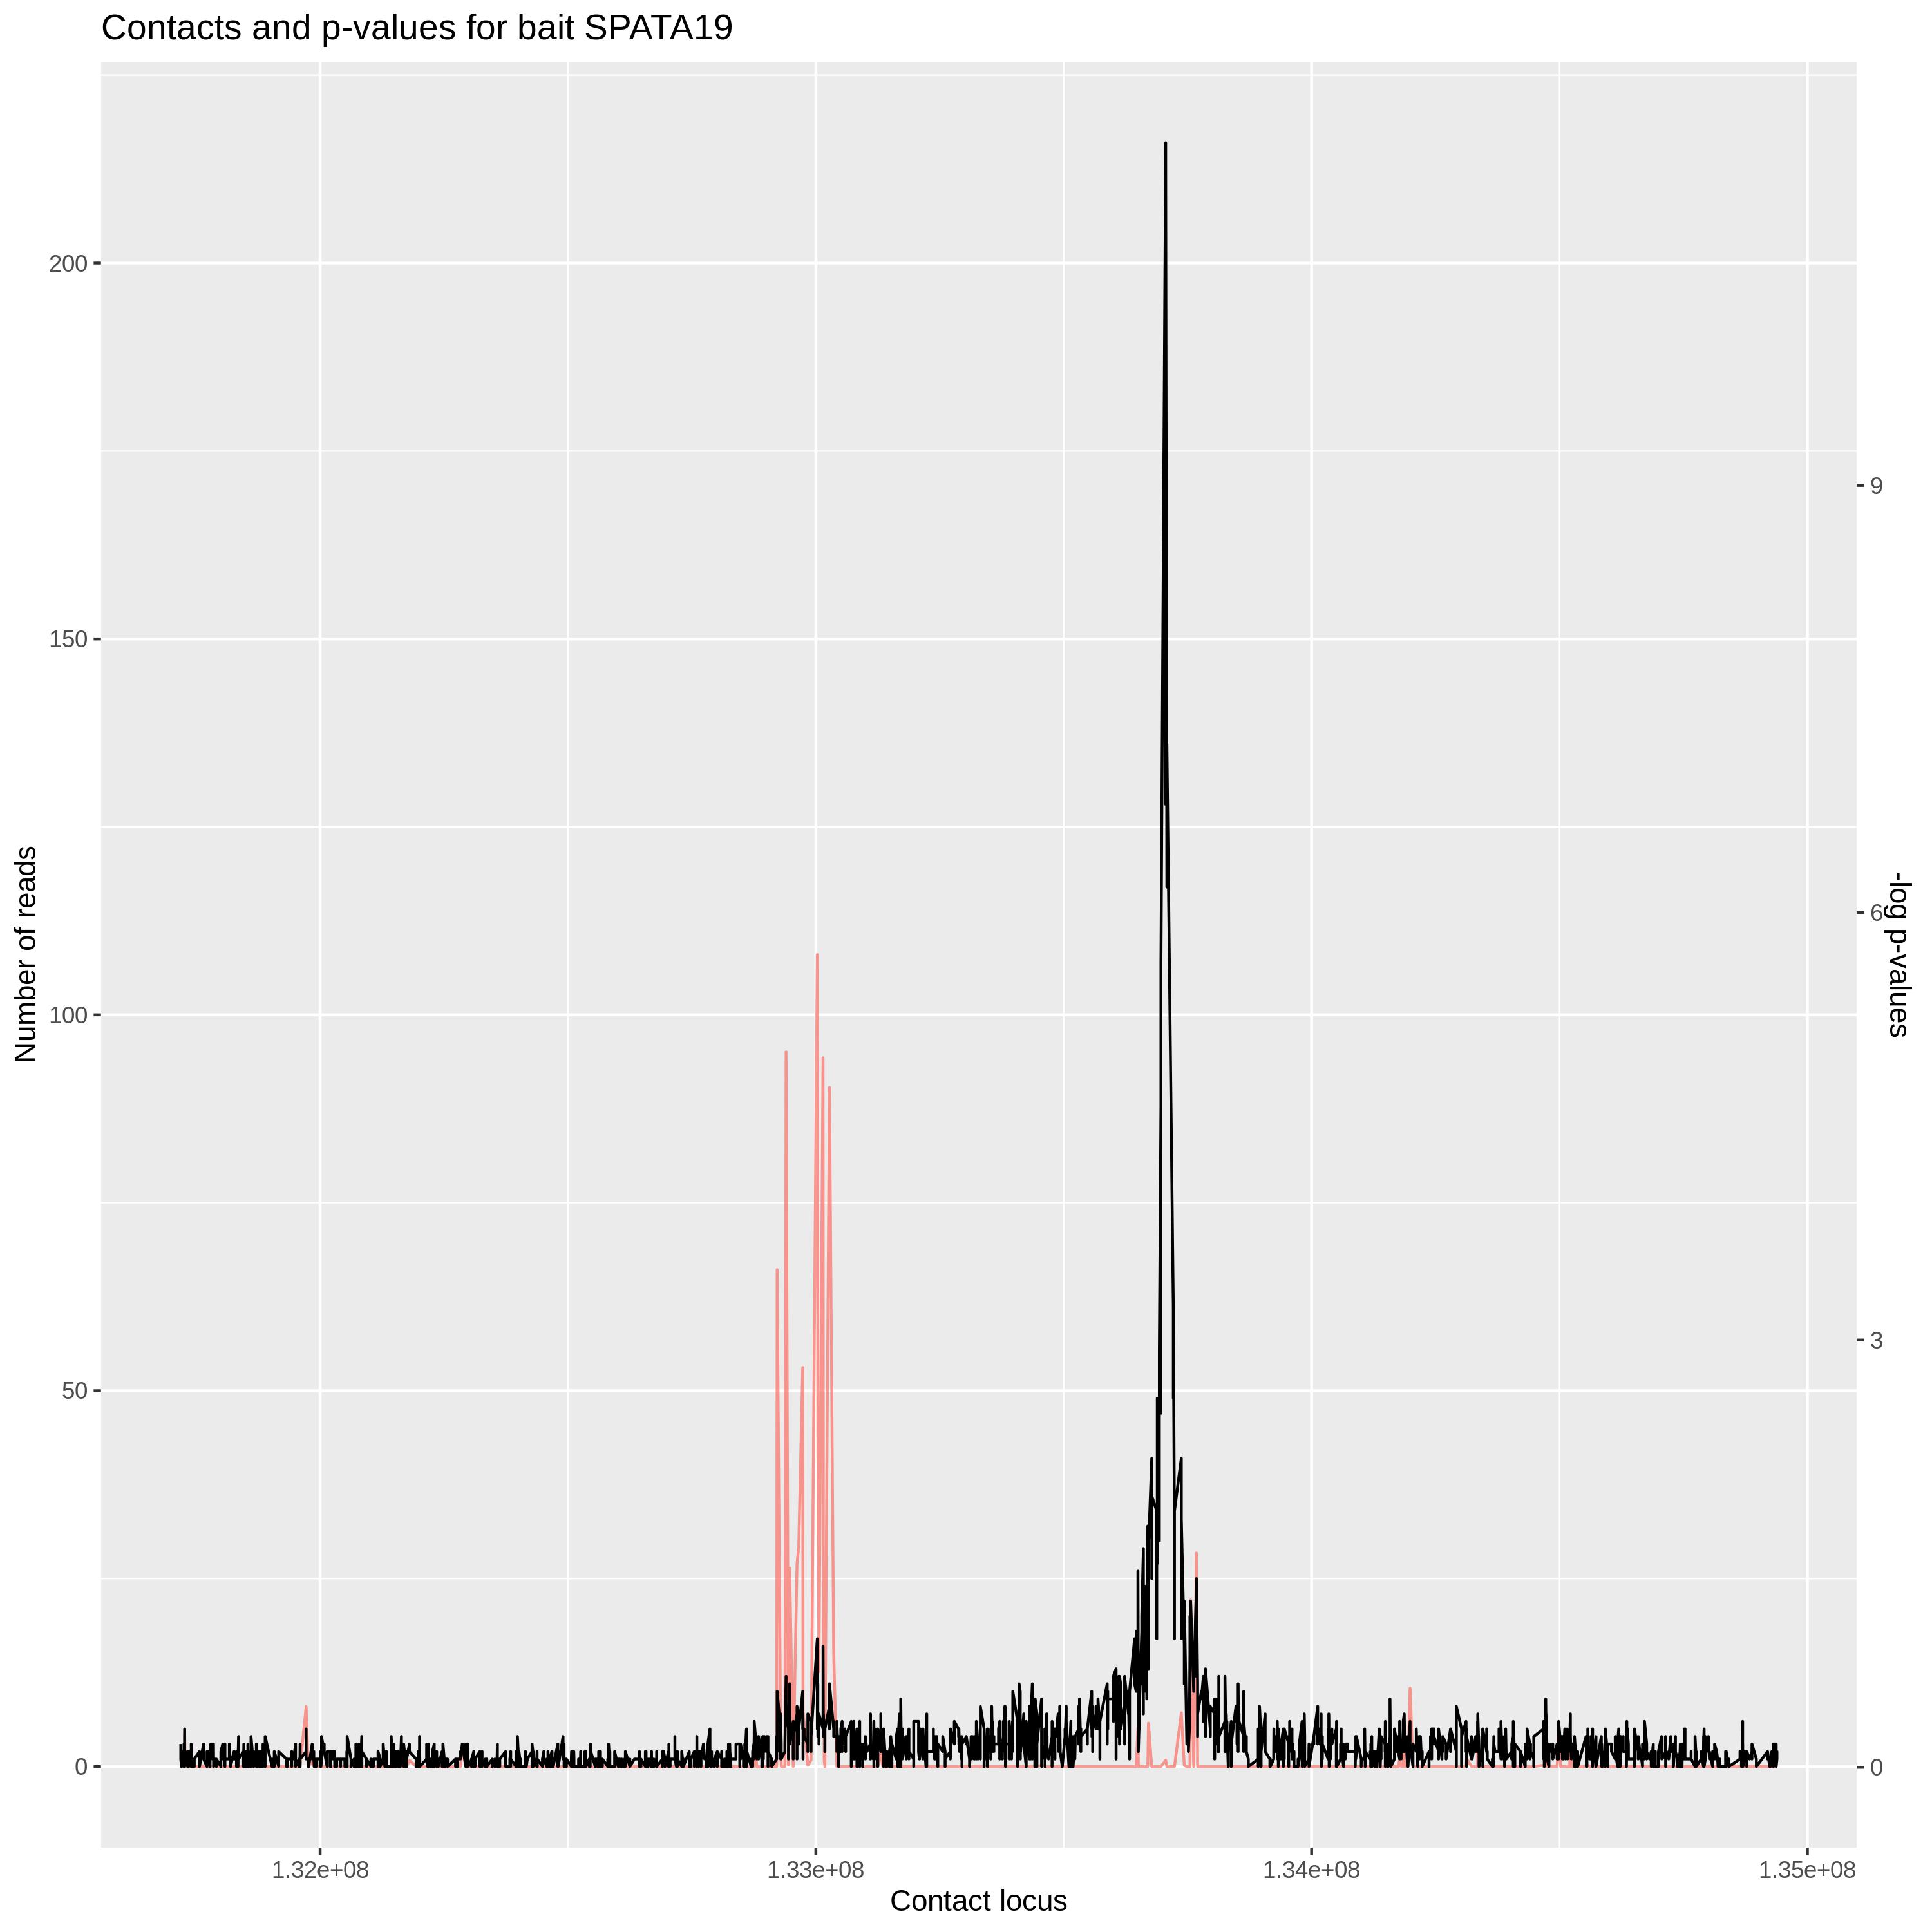 Contacts and p-values for bait SPATA19
200
150
100
50
0
Number of reads
9
6
3
0
-log p-values
1.32e+08
1.33e+08
1.34e+08
1.35e+08
Contact locus